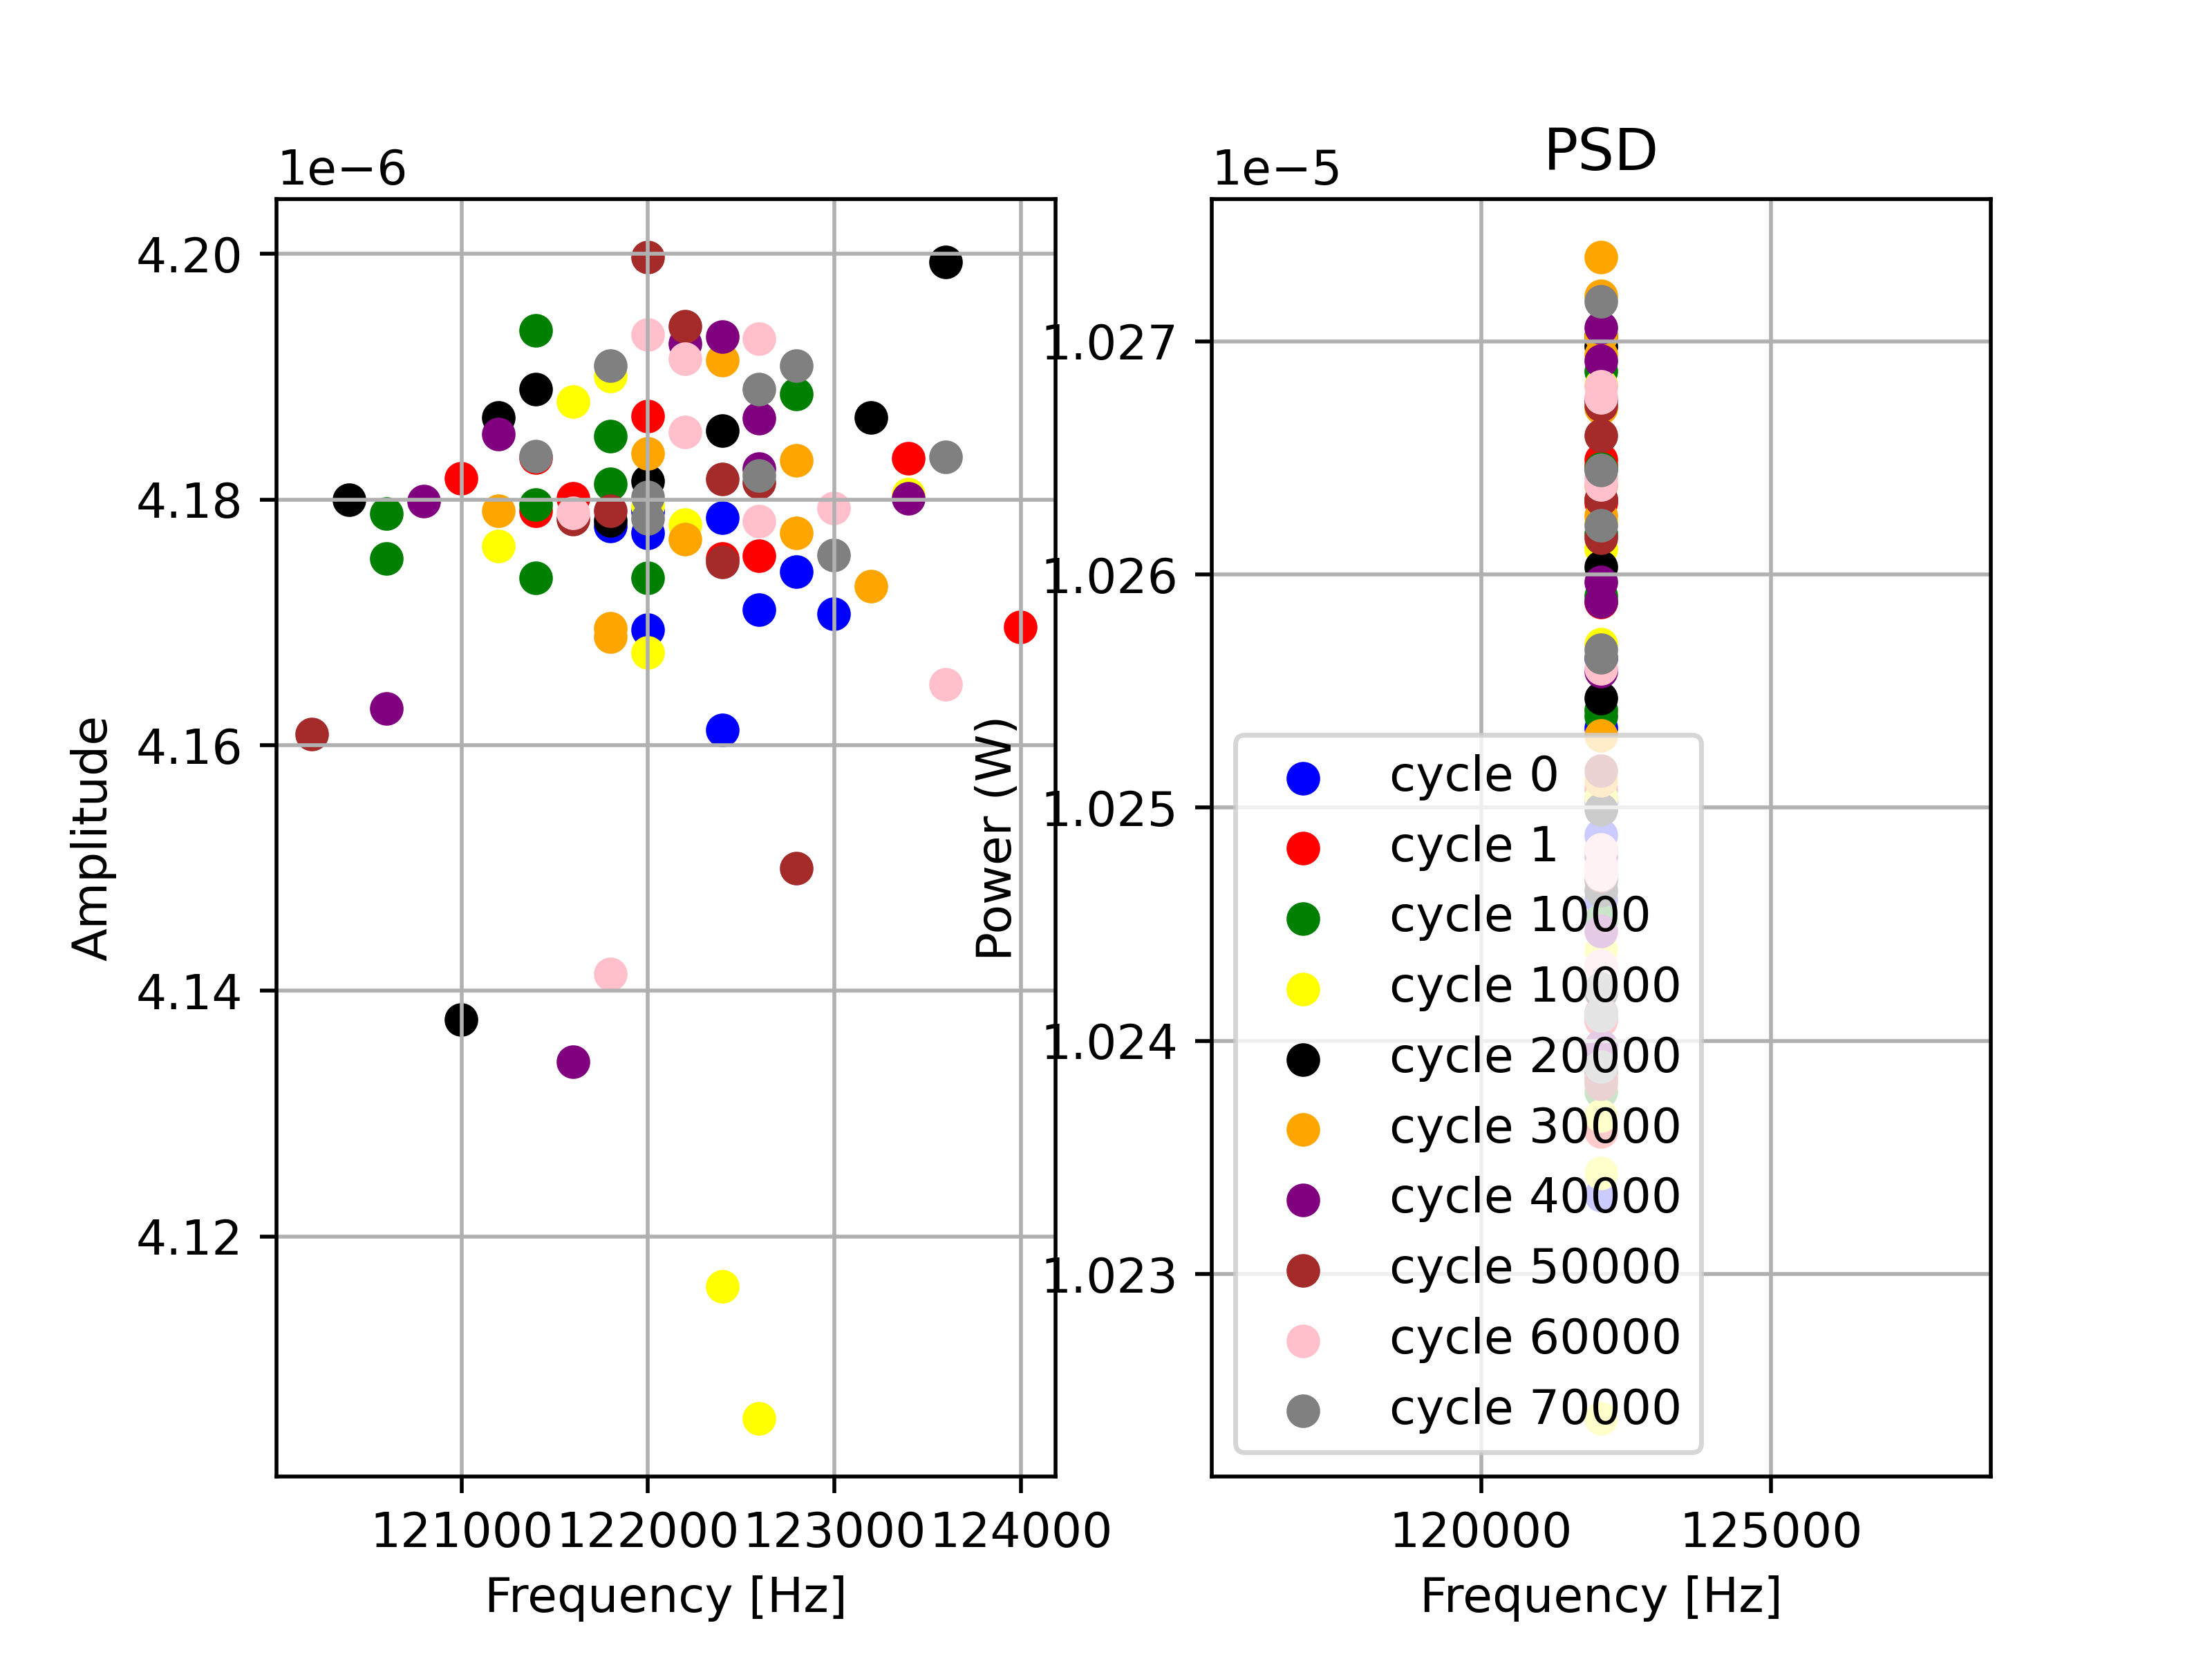 1e−6
4.20
4.18
4.16
4.14
4.12
Amplitude
121000 122000 123000 124000
Frequency [Hz]
PSD
1e−5
1.027
1.026
1.025
1.024
1.023
Power (W)
cycle 0
cycle 1
cycle 1000
cycle 10000
cycle 20000
cycle 30000
cycle 40000
cycle 50000
cycle 60000
cycle 70000
120000 125000
Frequency [Hz]